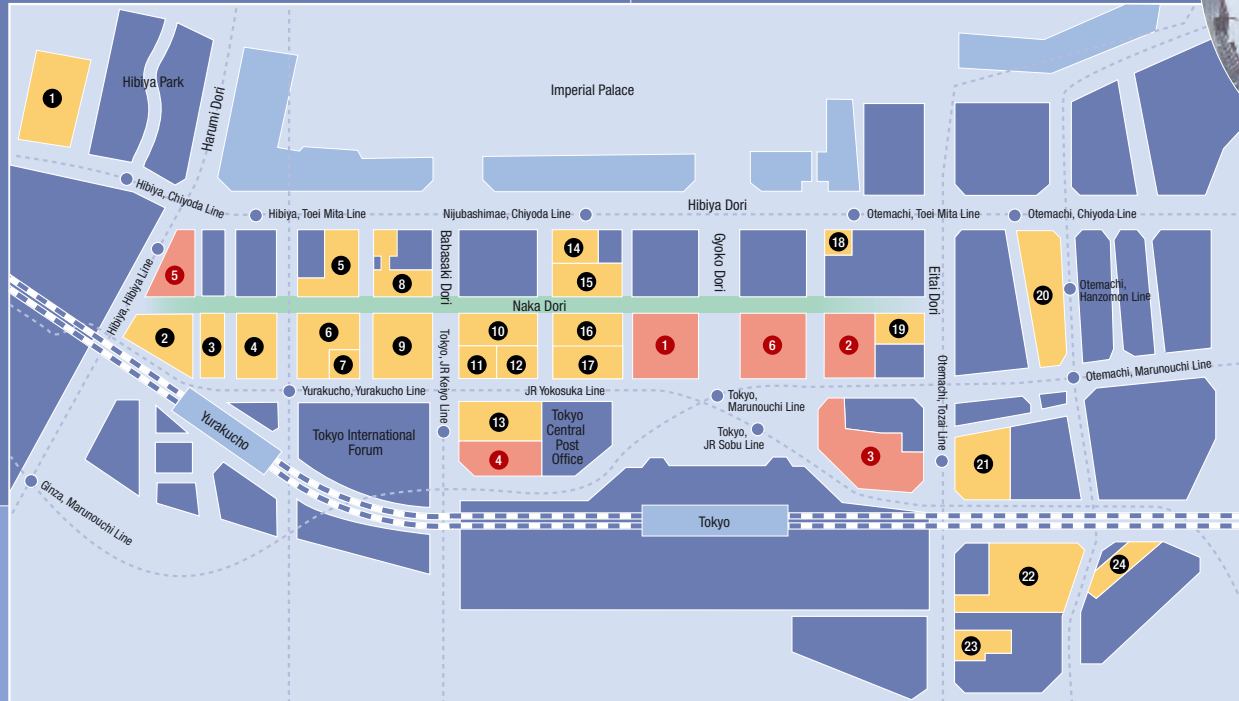 Hibiya Park
1
Harumi Dori
Imperial Palace
Hibiya, Chiyoda Line
Hibiya, Toei Mita Line
Nijubashimae, Chiyoda Line
Hibiya Dori
Otemachi, Toei Mita Line
Otemachi, Chiyoda Line
Hibiya, Hibiya Line
5
5
8
Babasaki Dori
14
15
Gyoko Dori
18
Eitai Dori
20
Otemachi,
Hanzomon Line
Naka Dori
2
3
4
6
7
9
Tokyo, JR Keiyo Line
10
11
12
16
17
1
6
2
19
Otemachi, Tozai Line
Otemachi, Marunouchi Line
Yurakucho, Yurakucho Line
JR Yokosuka Line
Tokyo,
Marunouchi Line
Tokyo,
JR Sobu Line
Yurakucho
Tokyo International
Forum
13
4
Tokyo
Central
Post
Office
3
21
Ginza, Marunouchi Line
Tokyo
22
24
23